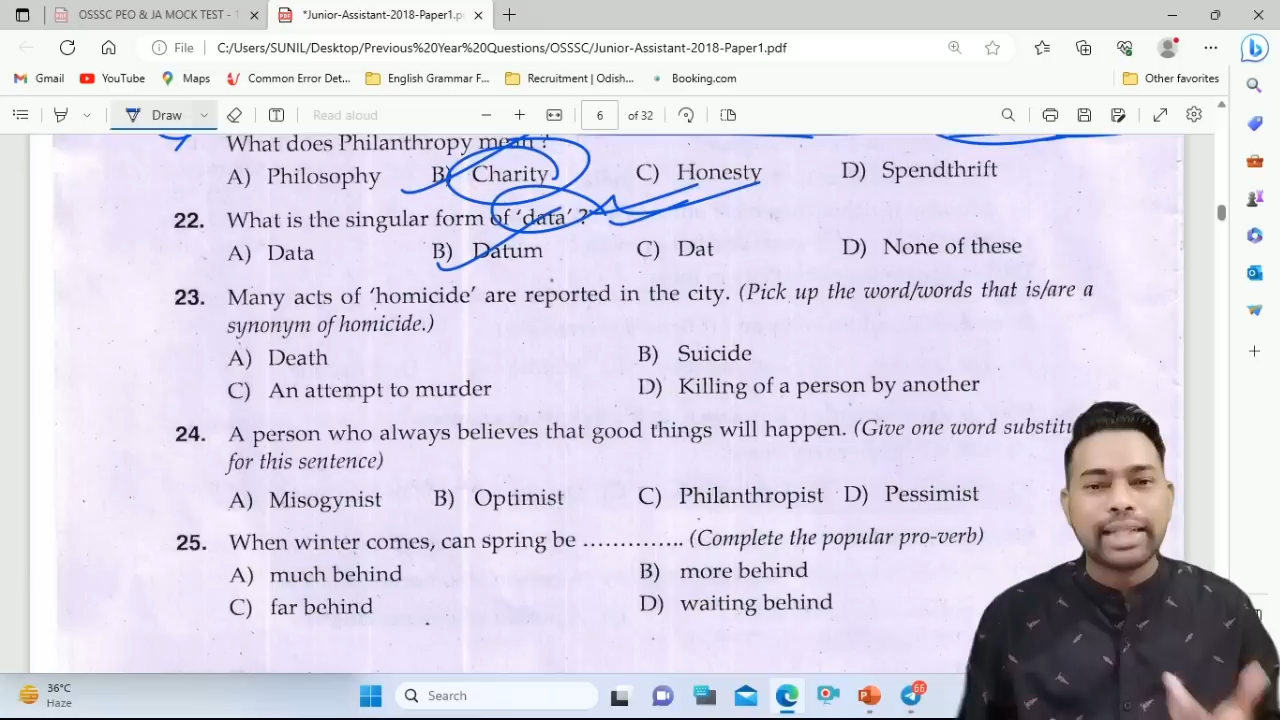 OSSSC PEO & JA MOCK TEST - 1
*Junior-Assistant-2018-Paper1.p
File
C:/Users/SUNIL/Desktop/Previous%20Year%20Questions/OSSSC/Junior-Assistant-2018-Paper1.pdf
Gmail
YouTube
Maps
Common Error Det...
English Grammar F...
Recruitment | Odish...
Booking.com
Other favorites
Draw
Read aloud
6
of 32
What does Philanthropy mean ?
A) Philosophy B) Charity C) Honesty D) Spendthrift
22. What is the singular form of 'data' ?
A) Data B) Datum C) Dat D) None of these
23. Many acts of 'homicide' are reported in the city. (Pick up the word/words that is/are a
synonym of homicide.)
A) Death B) Suicide
C) An attempt to murder D) Killing of a person by another
24. A person who always believes that good things will happen. (Give one word substitu
for this sentence)
A) Misogynist B) Optimist C) Philanthropist D) Pessimist
25. When winter comes, can spring be ............. (Complete the popular pro-verb)
A) much behind B) more behind
C) far behind D) waiting behind
36°C
Haze
Search
66